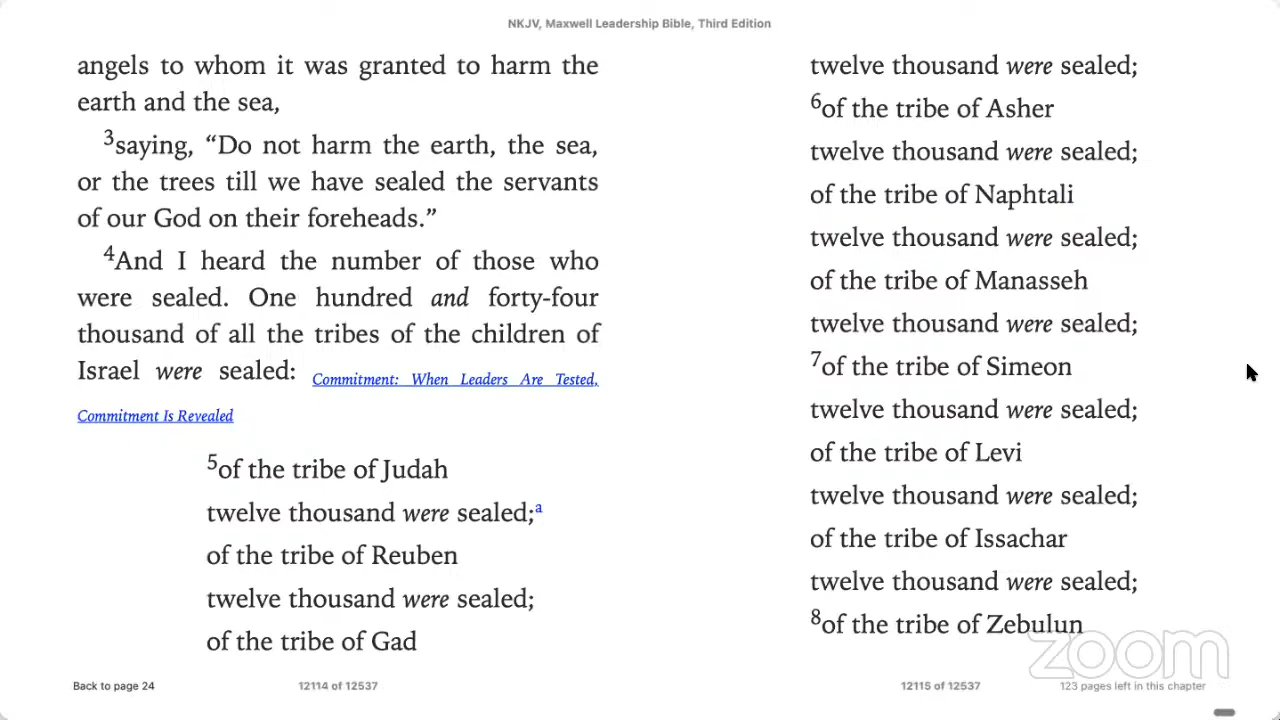 NKJV, Maxwell Leadership Bible, Third Edition
angels to whom it was granted to harm the
earth and the sea,
3saying, “Do not harm the earth, the sea,
or the trees till we have sealed the servants
of our God on their foreheads.”
4And I heard the number of those who
were sealed. One hundred and forty-four
thousand of all the tribes of the children of
Israel were sealed: Commitment: When Leaders Are Tested,
Commitment Is Revealed
5of the tribe of Judah
twelve thousand were sealed;a
of the tribe of Reuben
twelve thousand were sealed;
of the tribe of Gad
twelve thousand were sealed;
6of the tribe of Asher
twelve thousand were sealed;
of the tribe of Naphtali
twelve thousand were sealed;
of the tribe of Manasseh
twelve thousand were sealed;
7of the tribe of Simeon
twelve thousand were sealed;
of the tribe of Levi
twelve thousand were sealed;
of the tribe of Issachar
twelve thousand were sealed;
8of the tribe of Zebulun
zoom
Back to page 24
12114 of 12537
12115 of 12537
123 pages left in this chapter